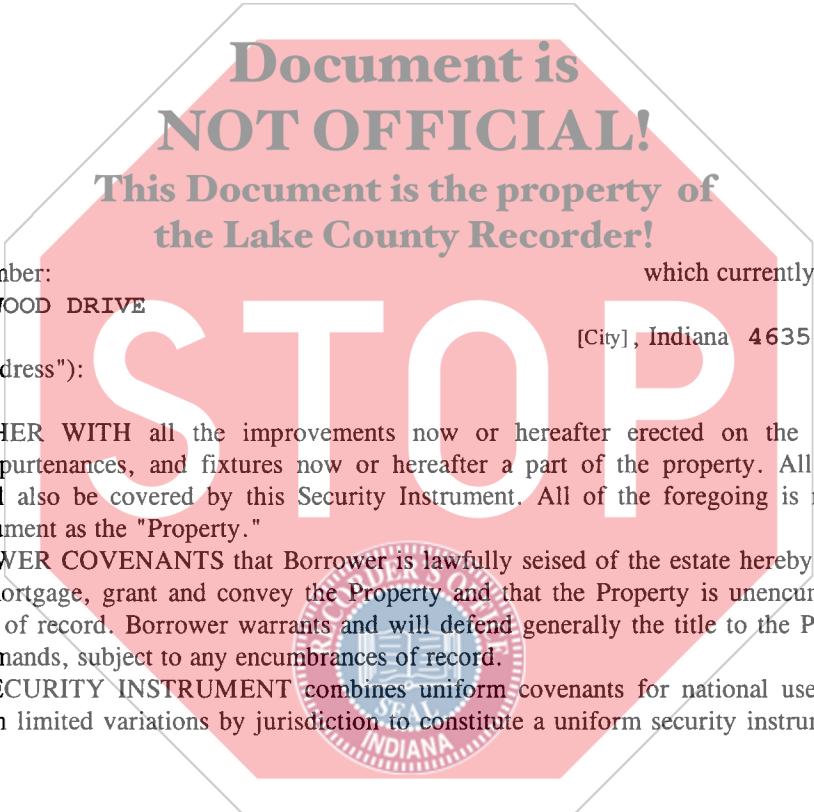 Document is
NOT OFFICIAL!
This Document is the property of
the Lake County Recorder!
mber: which currently
OOD DRIVE
[City], Indiana 4635
dress"):
STOP
HER WITH all the improvements now or hereafter erected on the
purtenances, and fixtures now or hereafter a part of the property. All
l also be covered by this Security Instrument. All of the foregoing is
ument as the "Property."
WER COVENANTS that Borrower is lawfully seised of the estate hereby
ortgage, grant and convey the Property and that the Property is unencu
of record. Borrower warrants and will defend generally the title to the P
mands, subject to any encumbrances of record.
ECURITY INSTRUMENT combines uniform covenants for national use
limited variations by jurisdiction to constitute a uniform security instru
RECORDER'S OFFI
SEAL
INDIANA